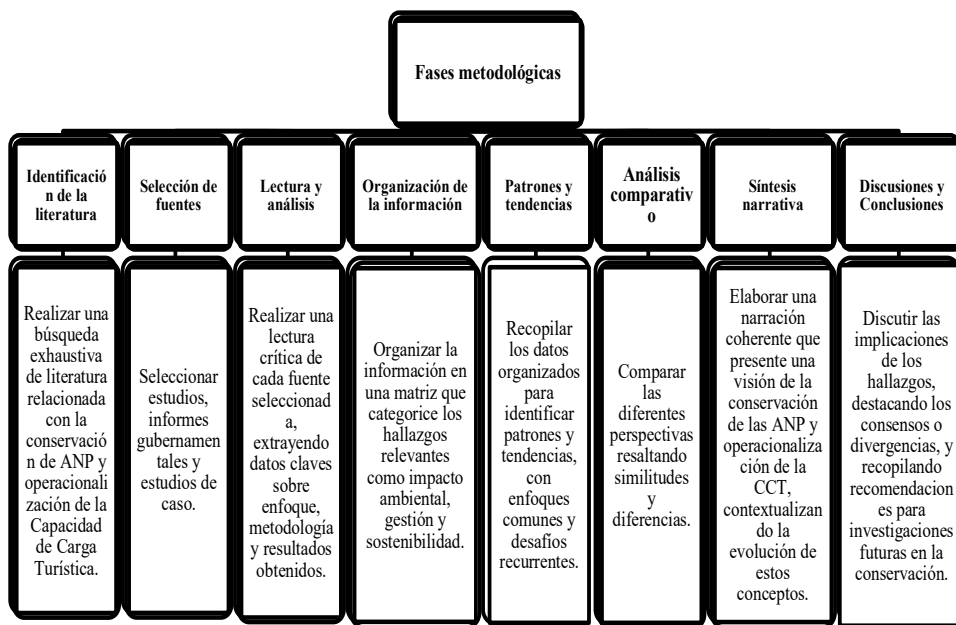 Fases metodológicas
Identificació
n de la
literatura
Selección de
fuentes
Lectura y
análisis
Organización de
la información
Patrones y
tendencias
Análisis
comparativ
o
Síntesis
narrativa
Discusiones y
Conclusiones
Realizar una
búsqueda
exhaustiva
de literatura
relacionada
con la
conservació
n de ANP y
operacionali
zación de la
Capacidad
de Carga
Turística.
Seleccionar
estudios,
informes
gubernamen
tales y
estudios de
caso.
Realizar una
lectura
crítica de
cada fuente
seleccionad
a,
extrayendo
datos claves
sobre
enfoque,
metodología
y resultados
obtenidos.
Organizar la
información en
una matriz que
categorice los
hallazgos
relevantes
como impacto
ambiental,
gestión y
sostenibilidad.
Recopilar
los datos
organizados
para
identificar
patrones y
tendencias,
con
enfoques
comunes y
desafíos
recurrentes.
Comparar
las
diferentes
perspectivas
resaltando
similitudes
y
diferencias.
Elaborar una
narración
coherente que
presente una
visión de la
conservación
de las ANP y
operacionaliz
ación de la
CCT,
contextualizan
do la
evolución de
estos
conceptos.
Discutir las
implicaciones
de los
hallazgos,
destacando los
consensos o
divergencias, y
recopilando
recomendacion
es para
investigaciones
futuras en la
conservación.